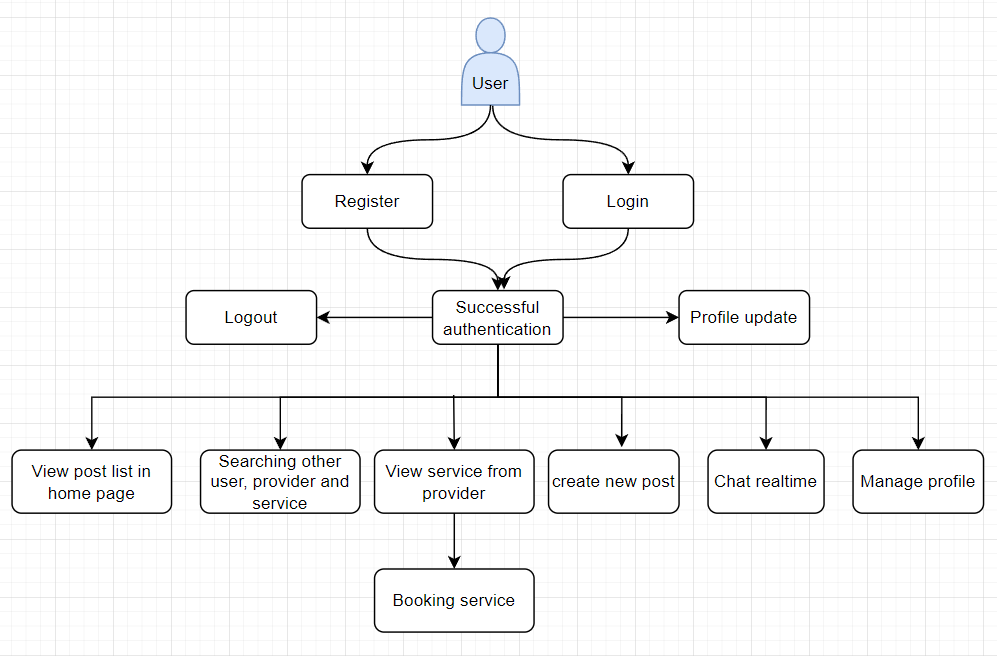 User
Register
Login
Logout
Successful
authentication
Profile update
View post list in
home page
Searching other
user, provider and
service
View service from
provider
create new post
Chat realtime
Manage profile
Booking service